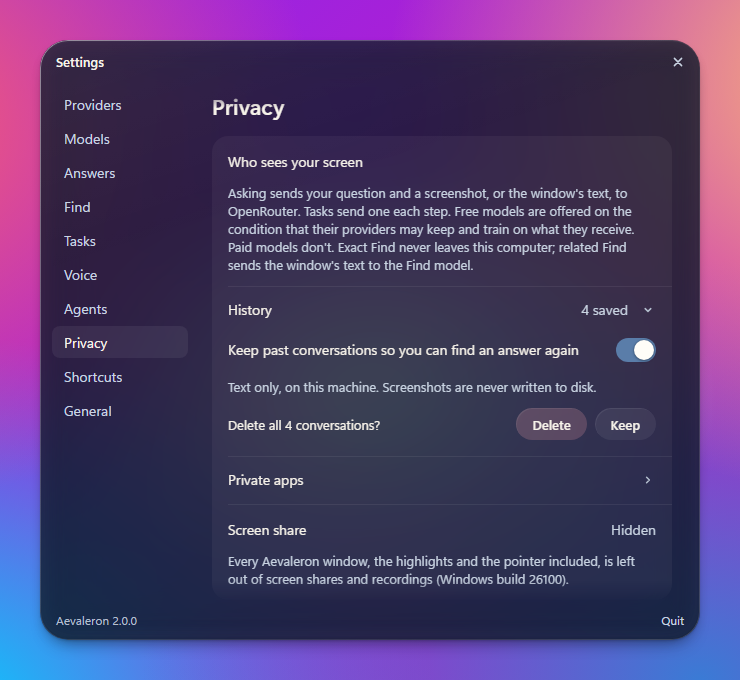 Settings
Providers
Models
Answers
Find
Tasks
Voice
Agents
Privacy
Shortcuts
General
Privacy
Who sees your screen
Asking sends your question and a screenshot, or the window's text, to
OpenRouter. Tasks send one each step. Free models are offered on the
condition that their providers may keep and train on what they receive.
Paid models don't. Exact Find never leaves this computer; related Find
sends the window's text to the Find model.
History 4 saved
Keep past conversations so you can find an answer again
Text only, on this machine. Screenshots are never written to disk.
Delete all 4 conversations? Delete Keep
Private apps
Screen share Hidden
Every Aevaleron window, the highlights and the pointer included, is left
out of screen shares and recordings (Windows build 26100).
Aevaleron 2.0.0 Quit